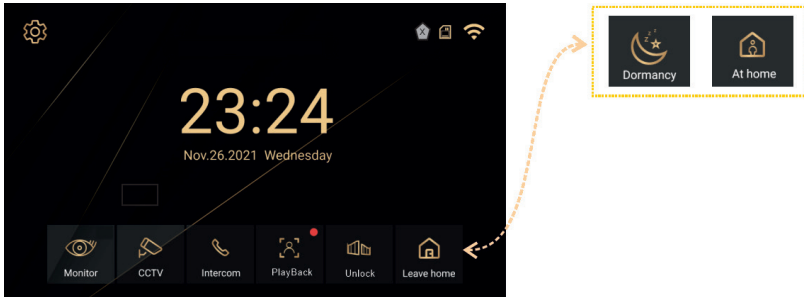 23:24
Nov.26.2021 Wednesday
Monitor
CCTV
Intercom
PlayBack
Unlock
Leave home
Dormancy
At home